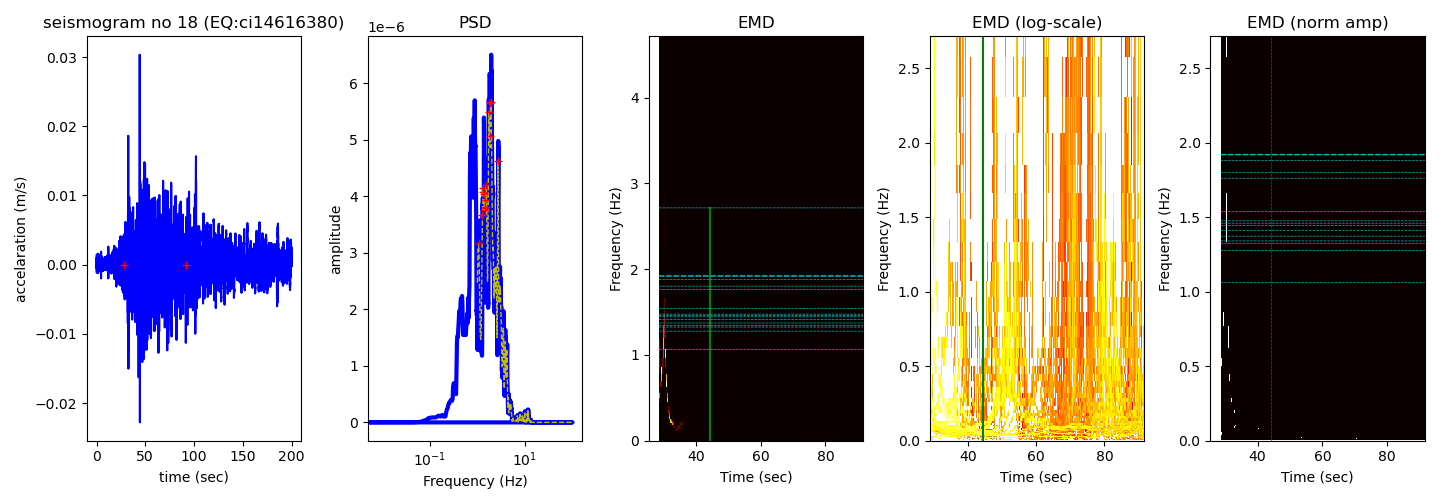 seismogram no 18 (EQ:ci14616380)
accelaration (m/s)
0.03
0.02
0.01
0.00
−0.01
−0.02
0 50 100 150 200
time (sec)
PSD
1e−6
amplitude
6
5
4
3
2
1
0
10⁻¹ 10¹
Frequency (Hz)
EMD
Frequency (Hz)
4
3
2
1
0
40 60 80
Time (sec)
EMD (log-scale)
Frequency (Hz)
2.5
2.0
1.5
1.0
0.5
0.0
40 60 80
Time (sec)
EMD (norm amp)
Frequency (Hz)
2.5
2.0
1.5
1.0
0.5
0.0
40 60 80
Time (sec)